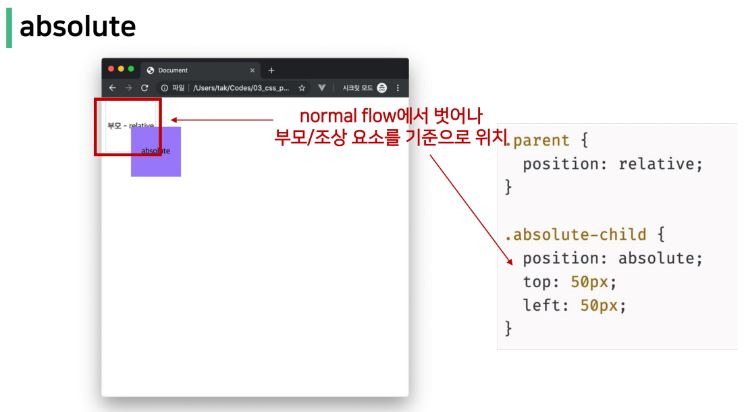 absolute
Document
파일 /Users/tak/Codes/03_css_p... 시크릿 모드
부모 - relative
absolute
normal flow에서 벗어나
부모/조상 요소를 기준으로 위치
.parent {
position: relative;
}
.absolute-child {
position: absolute;
top: 50px;
left: 50px;
}